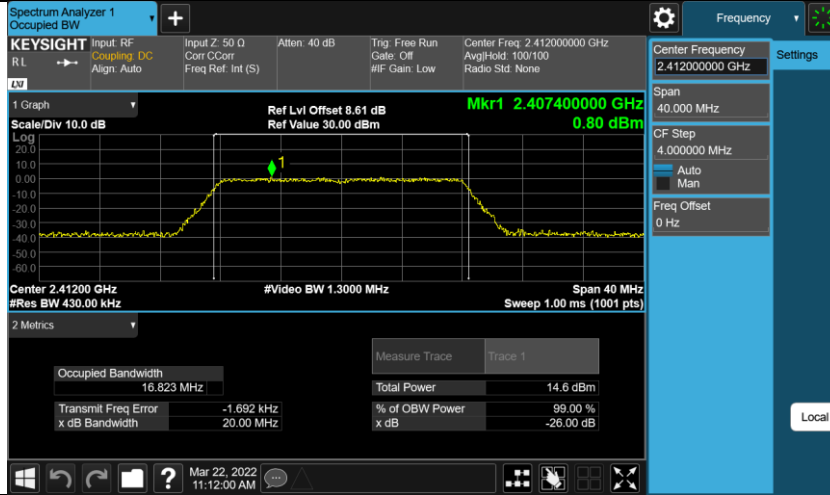 Spectrum Analyzer 1
Occupied BW
+
Frequency
KEYSIGHT
R L
LXI
Input: RF
Coupling: DC
Align: Auto
Input Z: 50 Ω
Corr CCorr
Freq Ref: Int (S)
Atten: 40 dB
Trig: Free Run
Gate: Off
#IF Gain: Low
Center Freq: 2.412000000 GHz
Avg|Hold: 100/100
Radio Std: None
Center Frequency
2.412000000 GHz
Settings
Span
40.000 MHz
CF Step
4.000000 MHz
Auto
Man
Freq Offset
0 Hz
1 Graph
Scale/Div 10.0 dB
Ref Lvl Offset 8.61 dB
Ref Value 30.00 dBm
Mkr1 2.407400000 GHz
0.80 dBm
Log
20.0
10.0
0.00
-10.0
-20.0
-30.0
-40.0
-50.0
-60.0
1
Center 2.41200 GHz
#Video BW 1.3000 MHz
Span 40 MHz
#Res BW 430.00 kHz
Sweep 1.00 ms (1001 pts)
2 Metrics
Measure Trace
Trace 1
Occupied Bandwidth
16.823 MHz
Total Power
14.6 dBm
Transmit Freq Error
-1.692 kHz
% of OBW Power
99.00 %
x dB Bandwidth
20.00 MHz
x dB
-26.00 dB
Local
?
Mar 22, 2022
11:12:00 AM